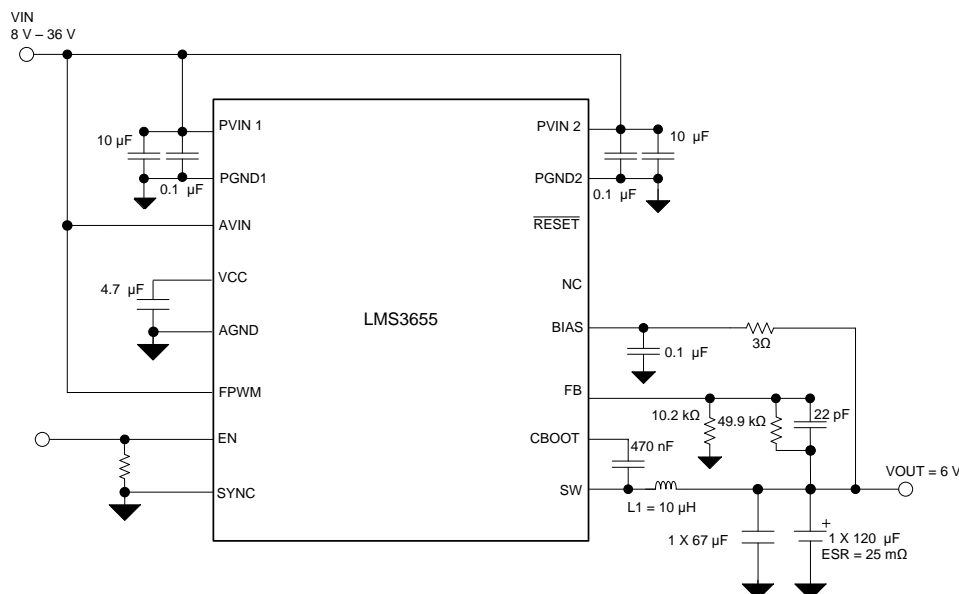 VIN
8 V – 36 V
PVIN 1
PVIN 2
10 µF
10 µF
0.1 µF
0.1 µF
PGND1
PGND2
AVIN
RESET
VCC
NC
4.7 µF
LMS3655
AGND
BIAS
3Ω
0.1 µF
FPWM
FB
10.2 kΩ
49.9 kΩ
22 pF
EN
CBOOT
470 nF
SYNC
SW
VOUT = 6 V
L1 = 10 µH
1 X 67 µF
+
1 X 120 µF
ESR = 25 mΩ